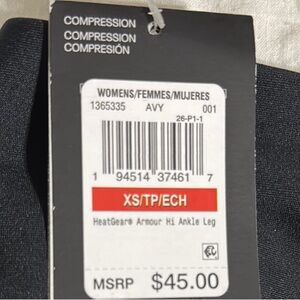 COMPRESSION
COMPRESSION
COMPRESIÓN
WOMENS/FEMMES/MUJERES
1365335 AVY 001
26-P1-1
1 94514 37461 7
XS/TP/ECH
HeatGear® Armour Hi Ankle Leg
MSRP $45.00